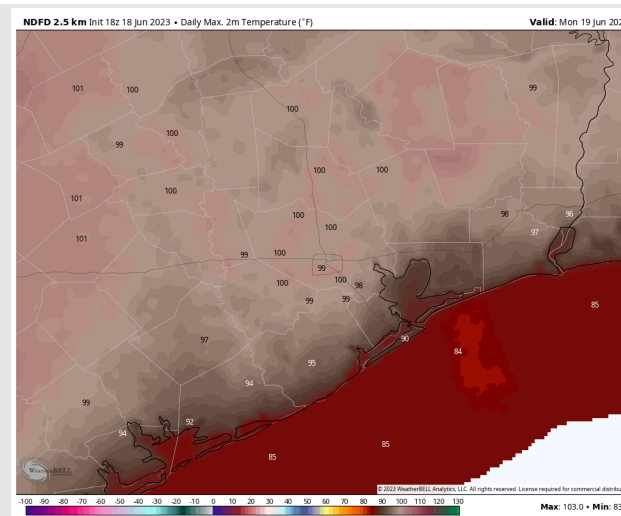 NDFD 2.5 km Init 18z 18 Jun 2023 • Daily Max. 2m Temperature (°F)
Valid: Mon 19 Jun 202
101 100 99
100
100
99
100 100
100
101
100 98 96
100 97
101
99 100
99
100 100 98
85
99 99
97 90
84
95
94
99
92
94
85
85
WEATHERBELL
© 2023 WeatherBELL Analytics, LLC. All rights reserved. License required for commercial distribu
-100 -90 -80 -70 -60 -50 -40 -30 -20 -10 0 10 20 30 40 50 60 70 80 90 100 110 120 130
Max: 103.0 • Min: 83